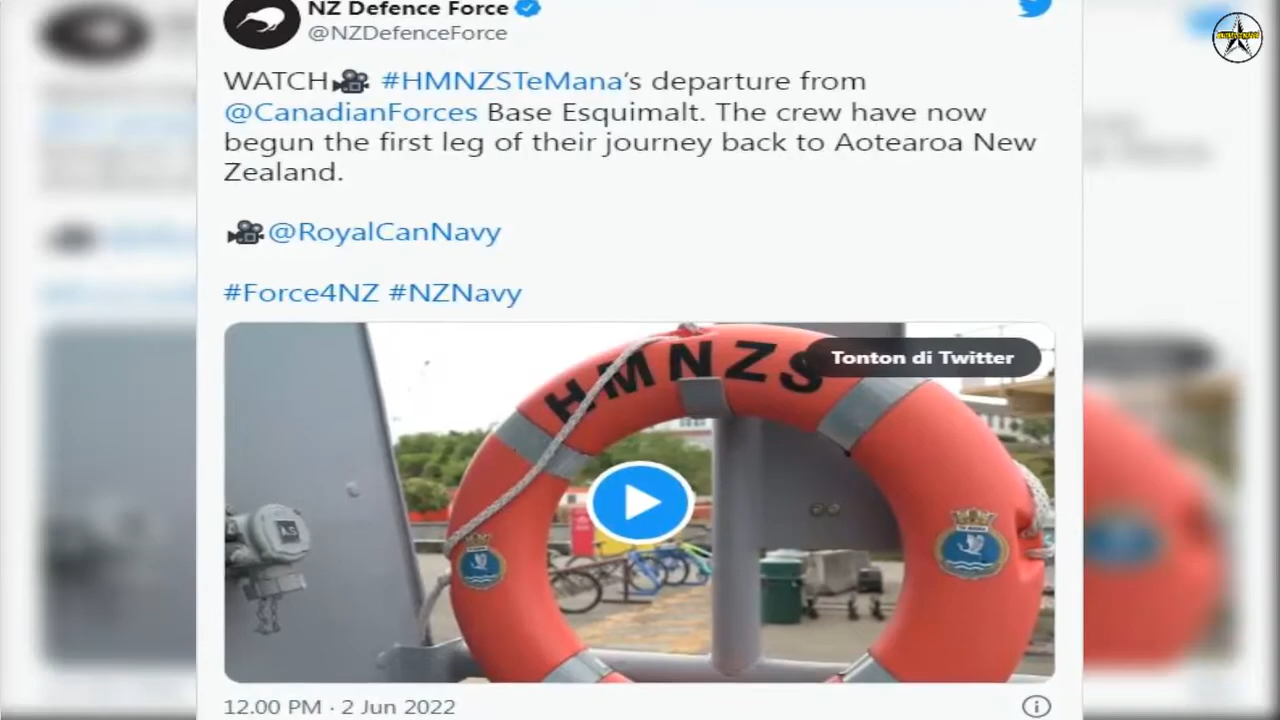 NZ Defence Force
@NZDefenceForce
WATCH🎥 #HMNZSTeMana's departure from
@CanadianForces Base Esquimalt. The crew have now
begun the first leg of their journey back to Aotearoa New
Zealand.
🎥@RoyalCanNavy
#Force4NZ #NZNavy
HMNZS
Tonton di Twitter
12.00 PM · 2 Jun 2022